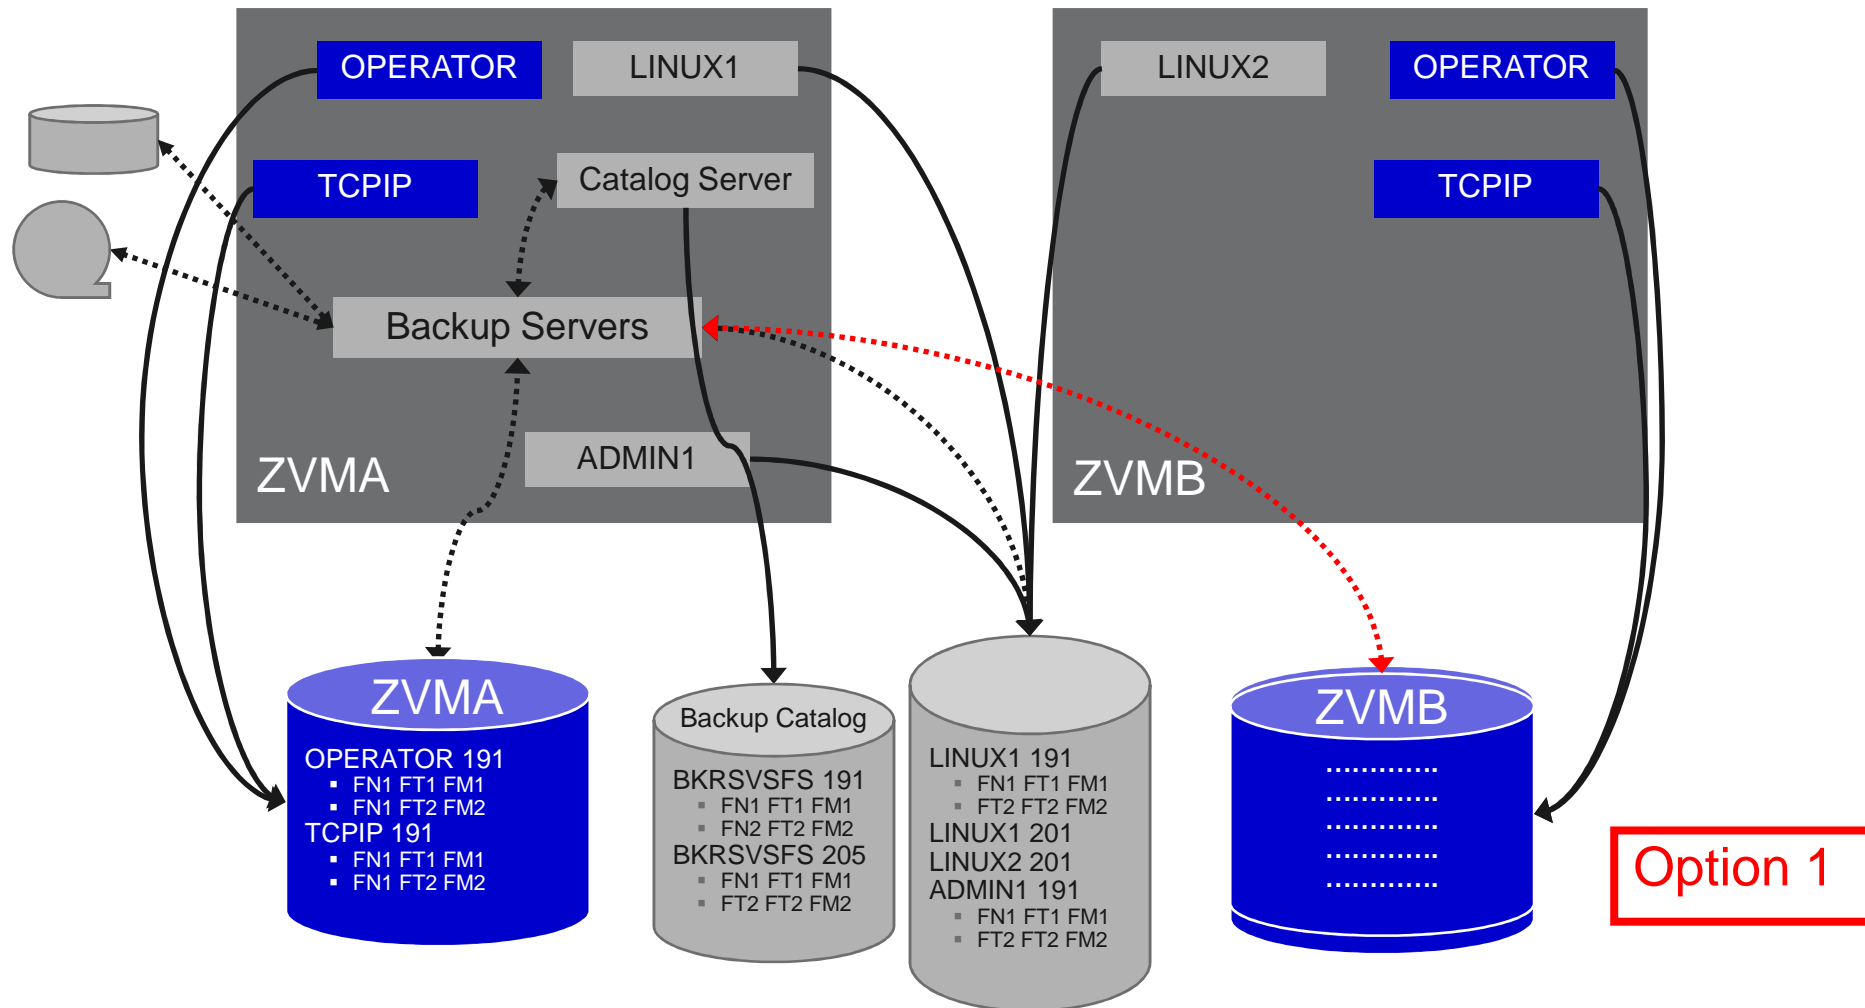 OPERATOR
LINUX1
TCPIP
Catalog Server
Backup Servers
ADMIN1
ZVMA
LINUX2
OPERATOR
TCPIP
ZVMB
ZVMA
OPERATOR 191
▪ FN1 FT1 FM1
▪ FN1 FT2 FM2
TCPIP 191
▪ FN1 FT1 FM1
▪ FN1 FT2 FM2
Backup Catalog
BKRSVSFS 191
▪ FN1 FT1 FM1
▪ FN2 FT2 FM2
BKRSVSFS 205
▪ FN1 FT1 FM1
▪ FT2 FT2 FM2
LINUX1 191
▪ FN1 FT1 FM1
▪ FT2 FT2 FM2
LINUX1 201
LINUX2 201
ADMIN1 191
▪ FN1 FT1 FM1
▪ FT2 FT2 FM2
ZVMB
.............
.............
.............
.............
.............
Option 1